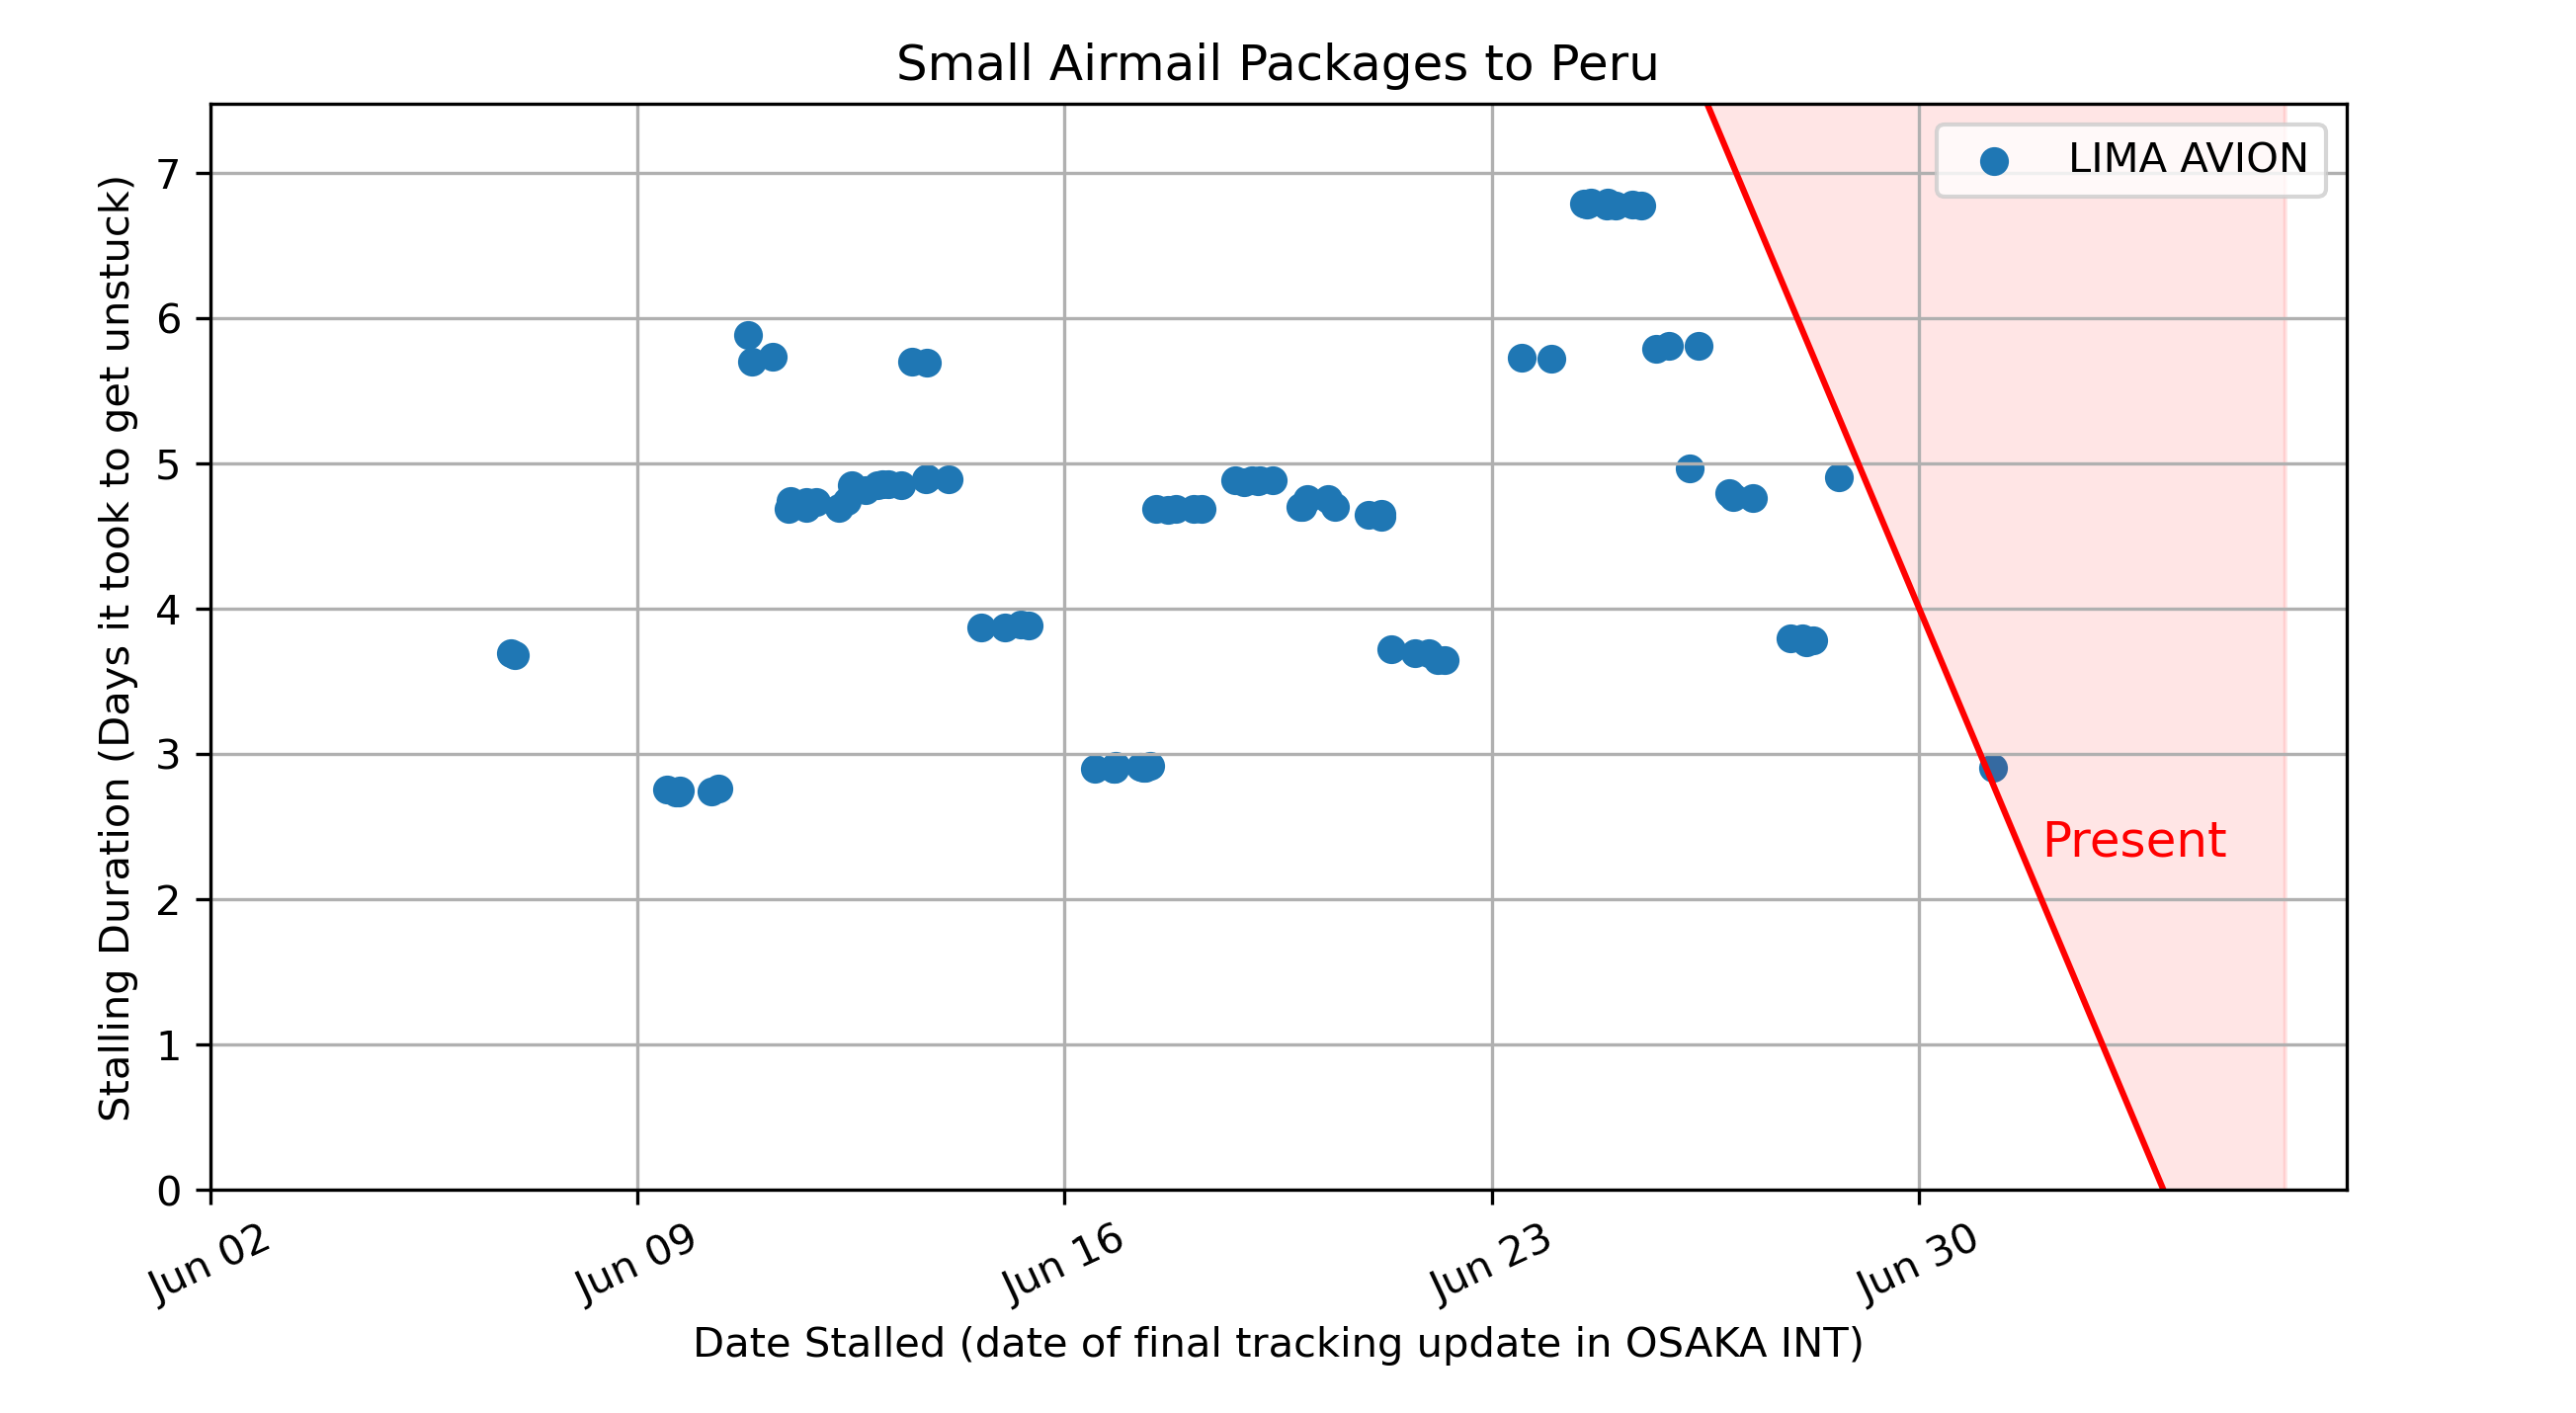 Small Airmail Packages to Peru
LIMA AVION
Present
Stalling Duration (Days it took to get unstuck)
7
6
5
4
3
2
1
0
Jun 02
Jun 09
Jun 16
Jun 23
Jun 30
Date Stalled (date of final tracking update in OSAKA INT)